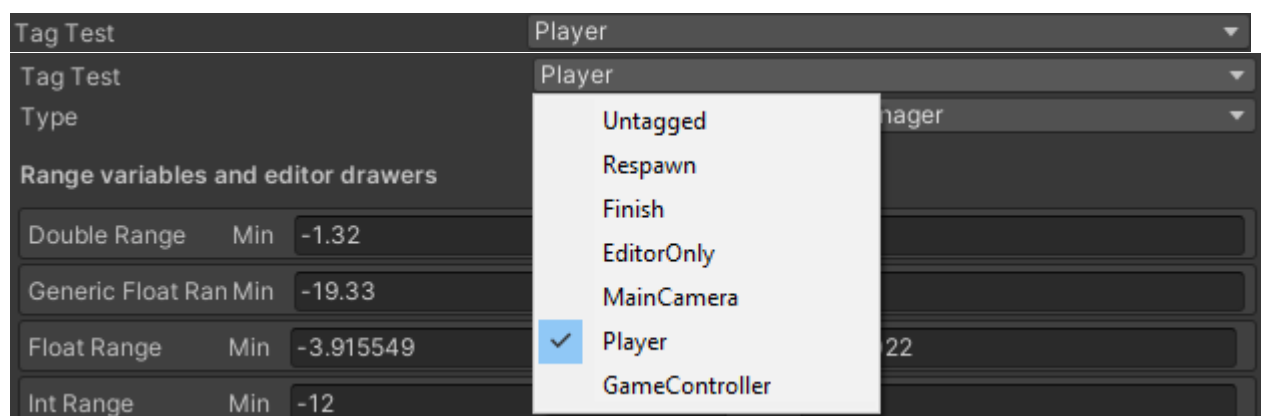 Tag Test Player
Tag Test Player
Type nager
Untagged
Respawn
Finish
EditorOnly
MainCamera
Player
GameController
Range variables and editor drawers
Double Range Min -1.32
Generic Float Ran Min -19.33
Float Range Min -3.915549 22
Int Range Min -12